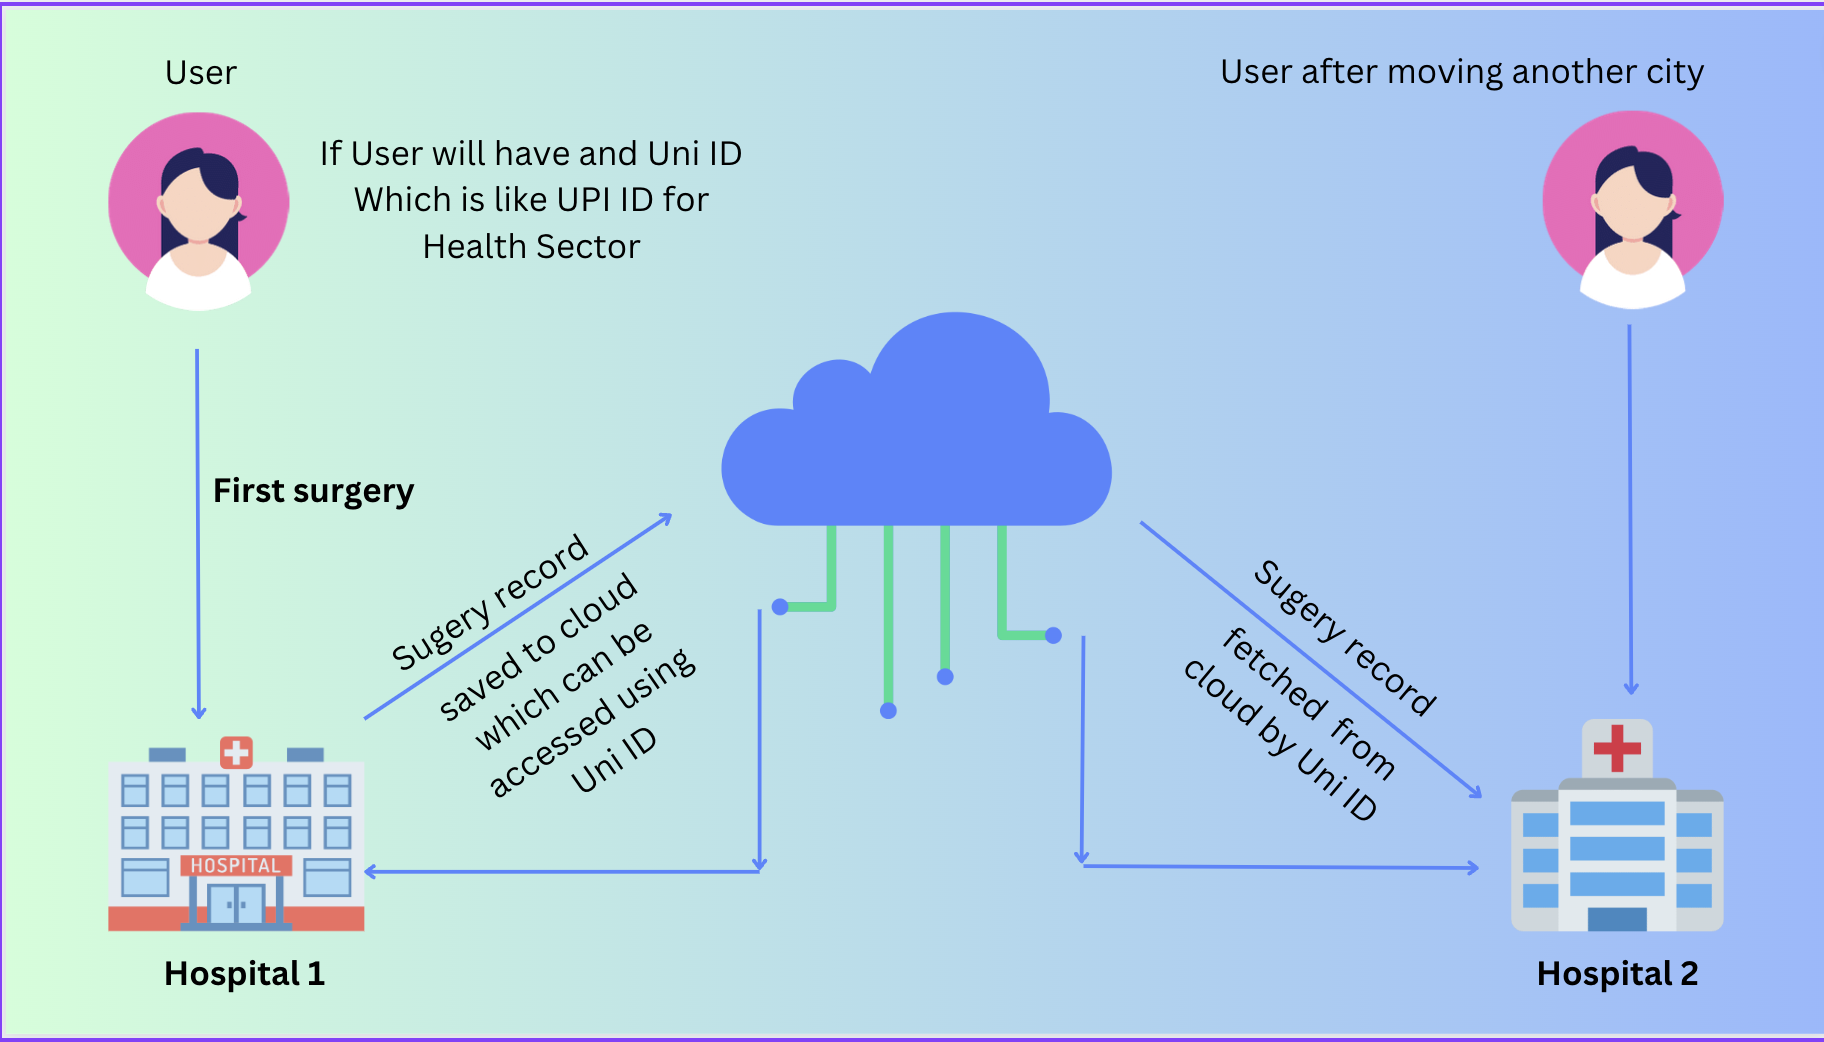 User
User after moving another city
If User will have and Uni ID
Which is like UPI ID for
Health Sector
First surgery
Sugery record
saved to cloud
which can be
accessed using
Uni ID
Sugery record
fetched from
cloud by Uni ID
HOSPITAL
Hospital 1
Hospital 2